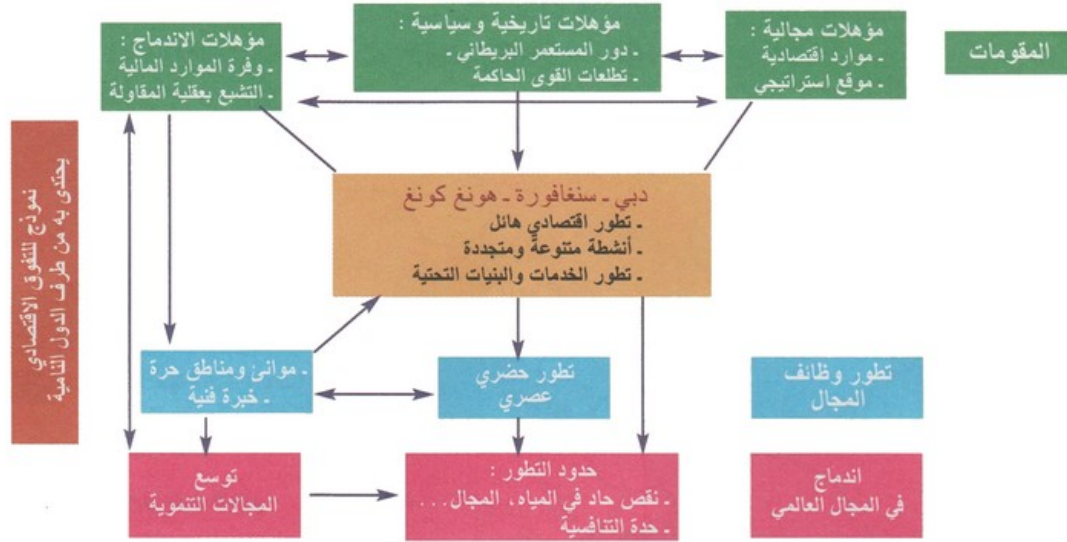 المقومات
مؤهلات مجالية :
ـ موارد اقتصادية
ـ موقع استراتيجي
مؤهلات تاريخية وسياسية :
ـ دور المستعمر البريطاني ـ
ـ تطلعات القوى الحاكمة
مؤهلات الاندماج :
ـ وفرة الموارد المالية
ـ التشبع بعقلية المقاولة
دبي ـ سنغافورة ـ هونغ كونغ
ـ تطور اقتصادي هائل
ـ أنشطة متنوعة ومتجددة
ـ تطور الخدمات والبنيات التحتية
نموذج للتفوق الاقتصادي
يحتدى به من طرف الدول النامية
تطور وظائف
المجال
تطور حضري
عصري
ـ موانئ ومناطق حرة
ـ خبرة فنية
اندماج
في المجال العالمي
حدود التطور :
ـ نقص حاد في المياه، المجال...
ـ حدة التنافسية
توسع
المجالات التنموية